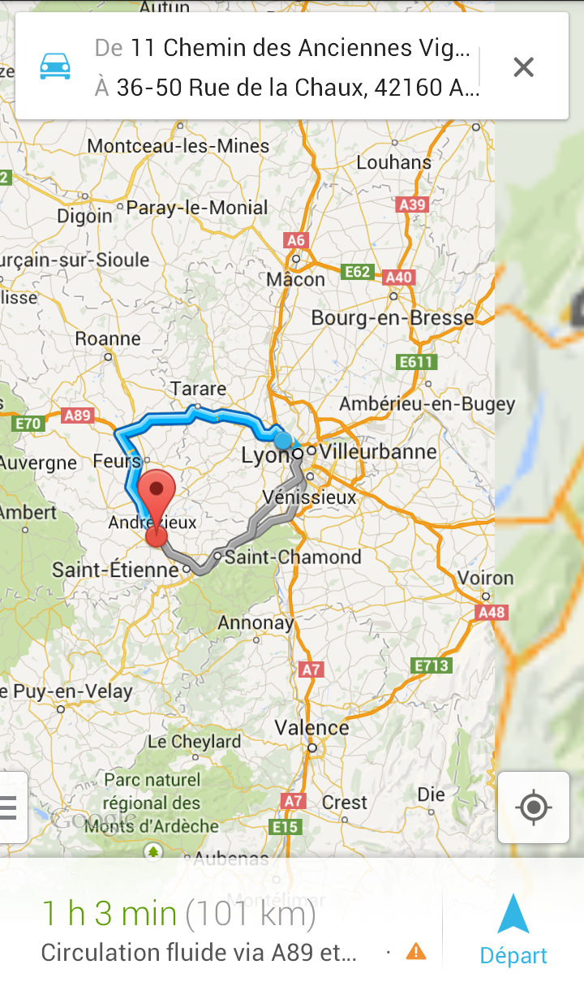 Autun
De 11 Chemin des Anciennes Vig...
À 36-50 Rue de la Chaux, 42160 A...
Montceau-les-Mines
Louhans
2
Digoin
Paray-le-Monial
A39
A6
urçain-sur-Sioule
E62
A40
Mâcon
lisse
Bourg-en-Bresse
Roanne
E611
Tarare
Ambérieu-en-Bugey
A89
E70
Lyon
Villeurbanne
Auvergne
Feurs
Vénissieux
Ambert
Andrézieux
Saint-Chamond
Saint-Étienne
Voiron
A48
Annonay
A7
E713
e Puy-en-Velay
Valence
Le Cheylard
Parc naturel
régional des
Monts d'Ardèche
Google
A7
Crest
Die
E15
Aubenas
Montélimar
1 h 3 min (101 km)
Circulation fluide via A89 et... ·
Départ